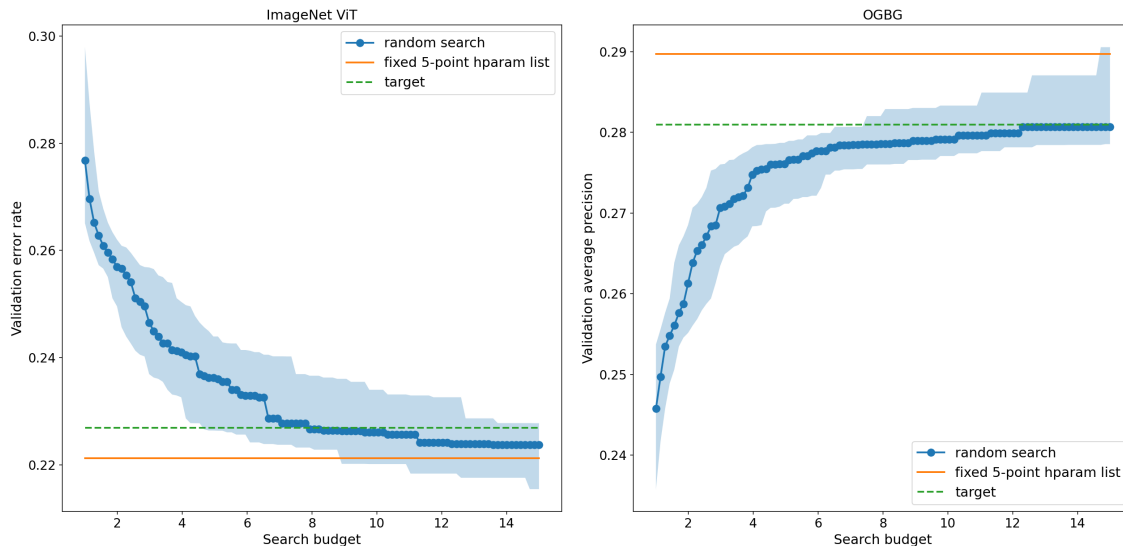 ImageNet ViT
0.30
0.28
0.26
0.24
0.22
Validation error rate
2 4 6 8 10 12 14
Search budget
random search
fixed 5-point hparam list
target
OGBG
0.29
0.28
0.27
0.26
0.25
0.24
Validation average precision
2 4 6 8 10 12 14
Search budget
random search
fixed 5-point hparam list
target